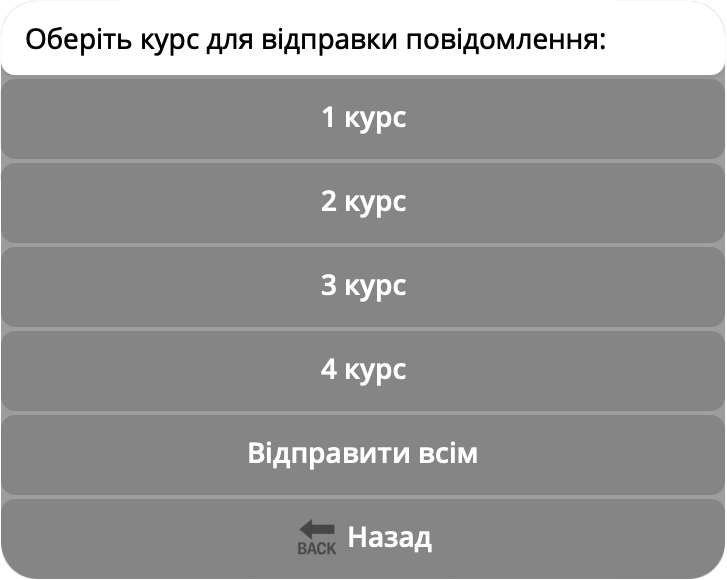 Оберіть курс для відправки повідомлення:
1 курс
2 курс
3 курс
4 курс
Відправити всім
BACK Назад